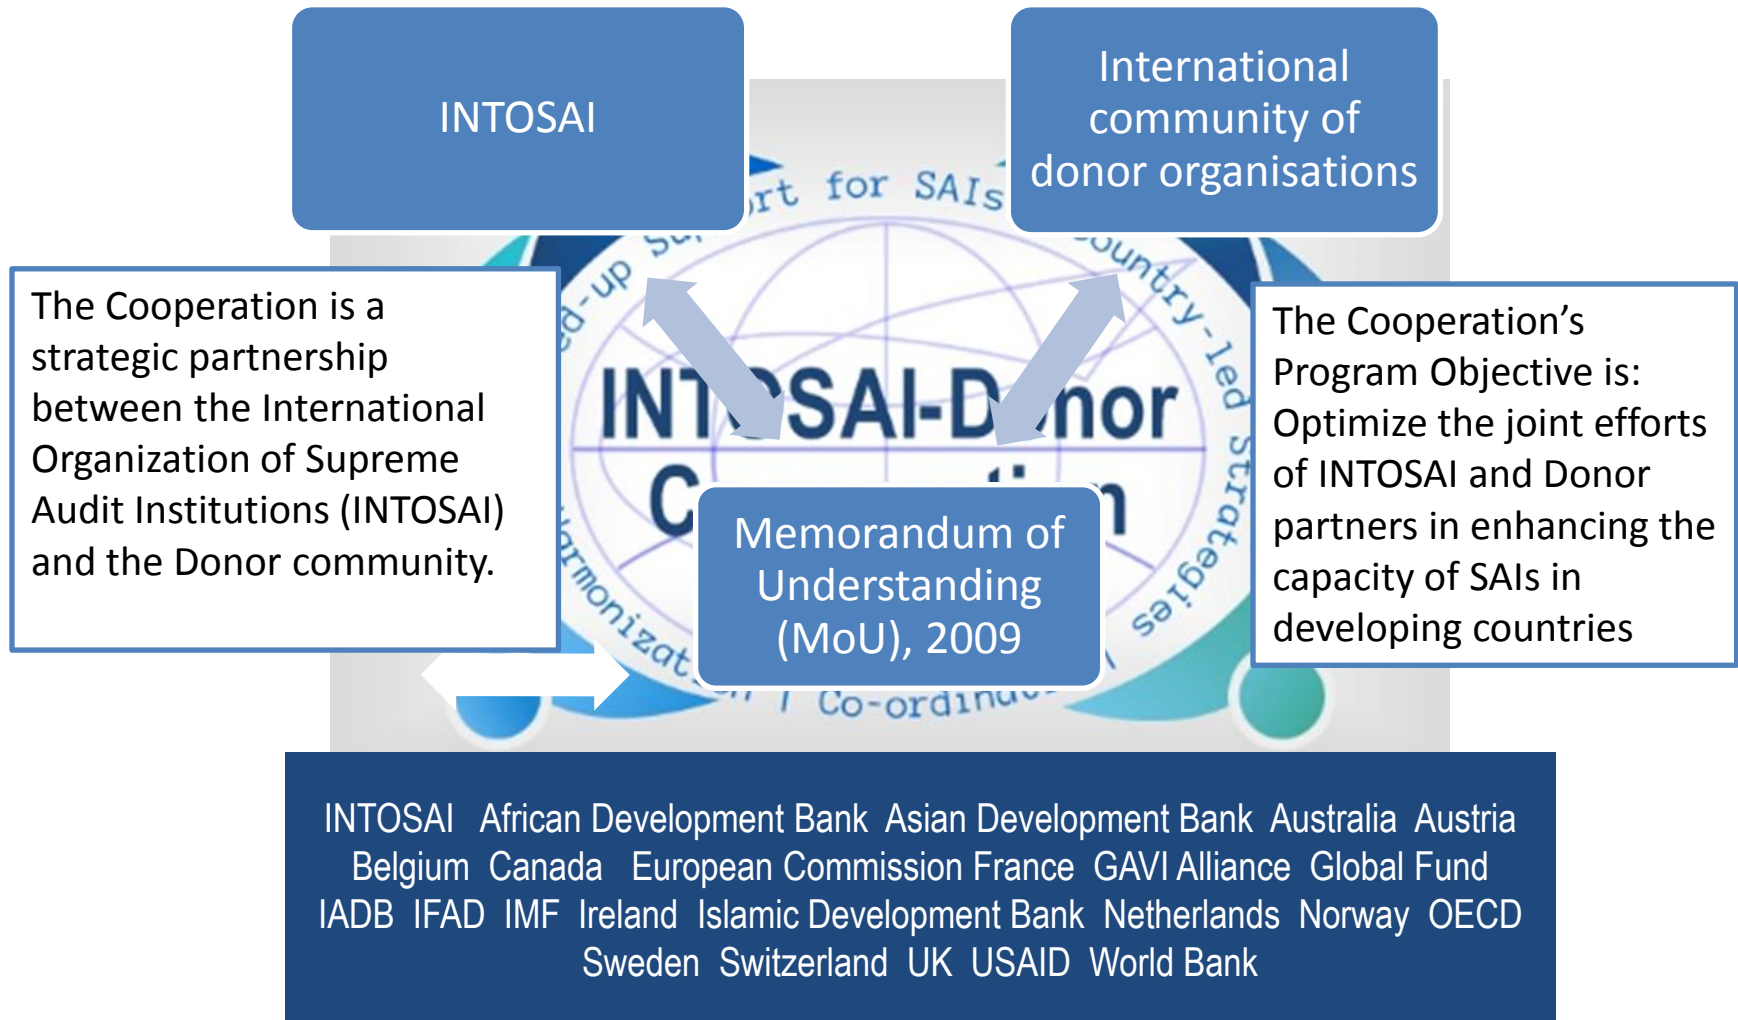 INTOSAI
International
community of
donor organisations
The Cooperation is a
strategic partnership
between the International
Organization of Supreme
Audit Institutions (INTOSAI)
and the Donor community.
for SAIs
Country-led Strategies
INTOSAI-Donor
The Cooperation’s
Program Objective is:
Optimize the joint efforts
of INTOSAI and Donor
partners in enhancing the
capacity of SAIs in
developing countries
Memorandum of
Understanding
(MoU), 2009
INTOSAI African Development Bank Asian Development Bank Australia Austria
Belgium Canada European Commission France GAVI Alliance Global Fund
IADB IFAD IMF Ireland Islamic Development Bank Netherlands Norway OECD
Sweden Switzerland UK USAID World Bank